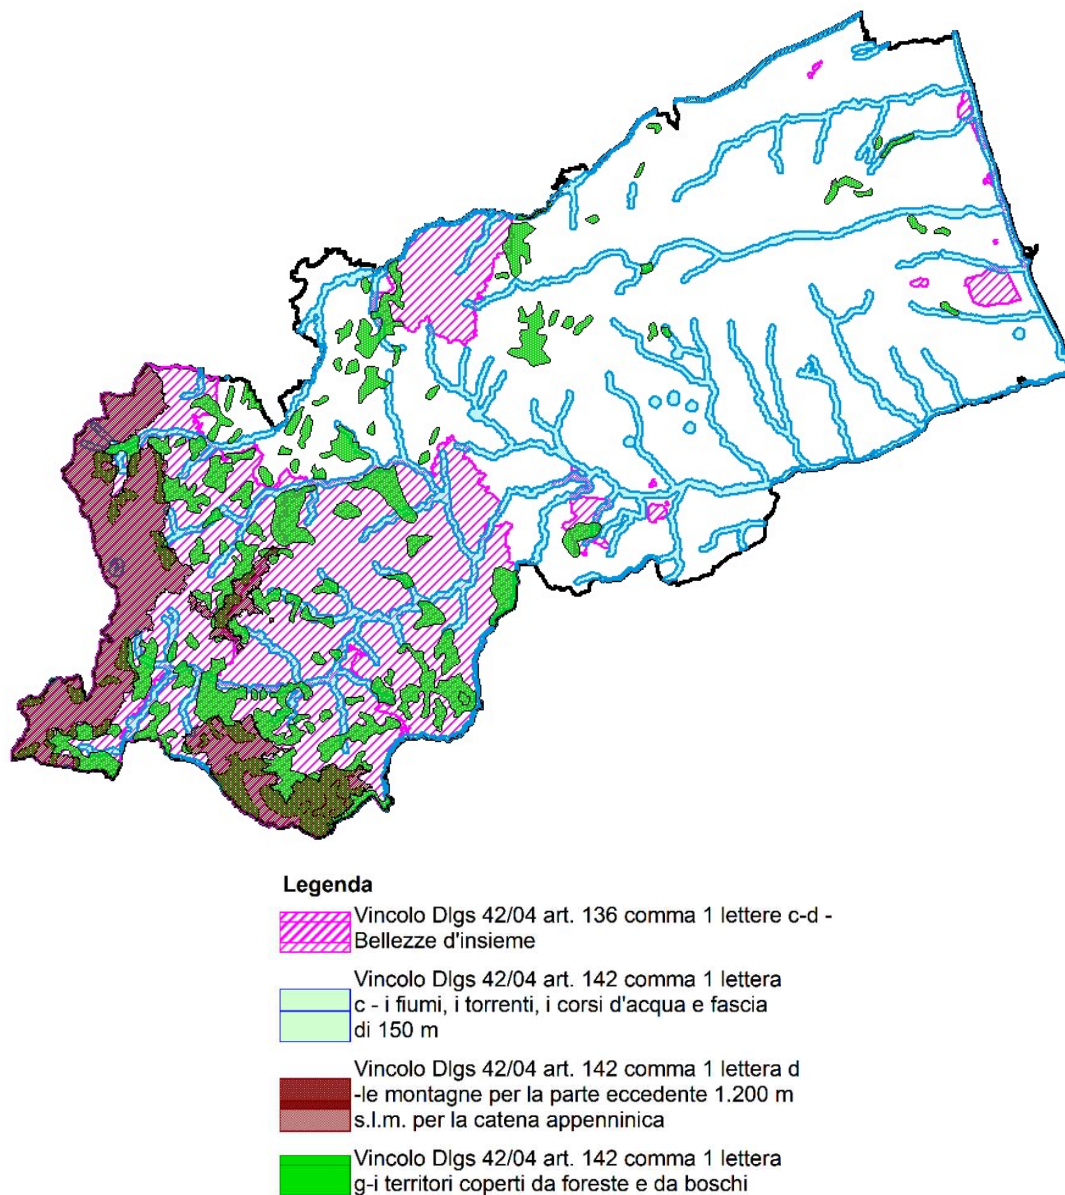 Legenda
Vincolo Dlgs 42/04 art. 136 comma 1 lettere c-d -
Bellezze d'insieme
Vincolo Dlgs 42/04 art. 142 comma 1 lettera
c - i fiumi, i torrenti, i corsi d'acqua e fascia
di 150 m
Vincolo Dlgs 42/04 art. 142 comma 1 lettera d
-le montagne per la parte eccedente 1.200 m
s.l.m. per la catena appenninica
Vincolo Dlgs 42/04 art. 142 comma 1 lettera
g-i territori coperti da foreste e da boschi